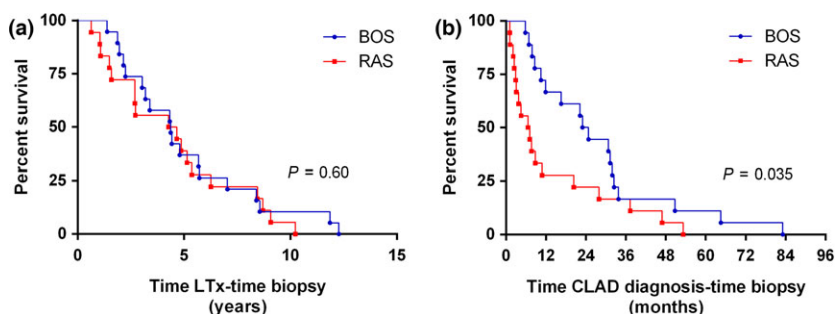 (a)
100
75
50
25
0
Percent survival
BOS
RAS
P = 0.60
0 5 10 15
Time LTx-time biopsy
(years)
(b)
100
75
50
25
0
Percent survival
BOS
RAS
P = 0.035
0 12 24 36 48 60 72 84 96
Time CLAD diagnosis-time biopsy
(months)